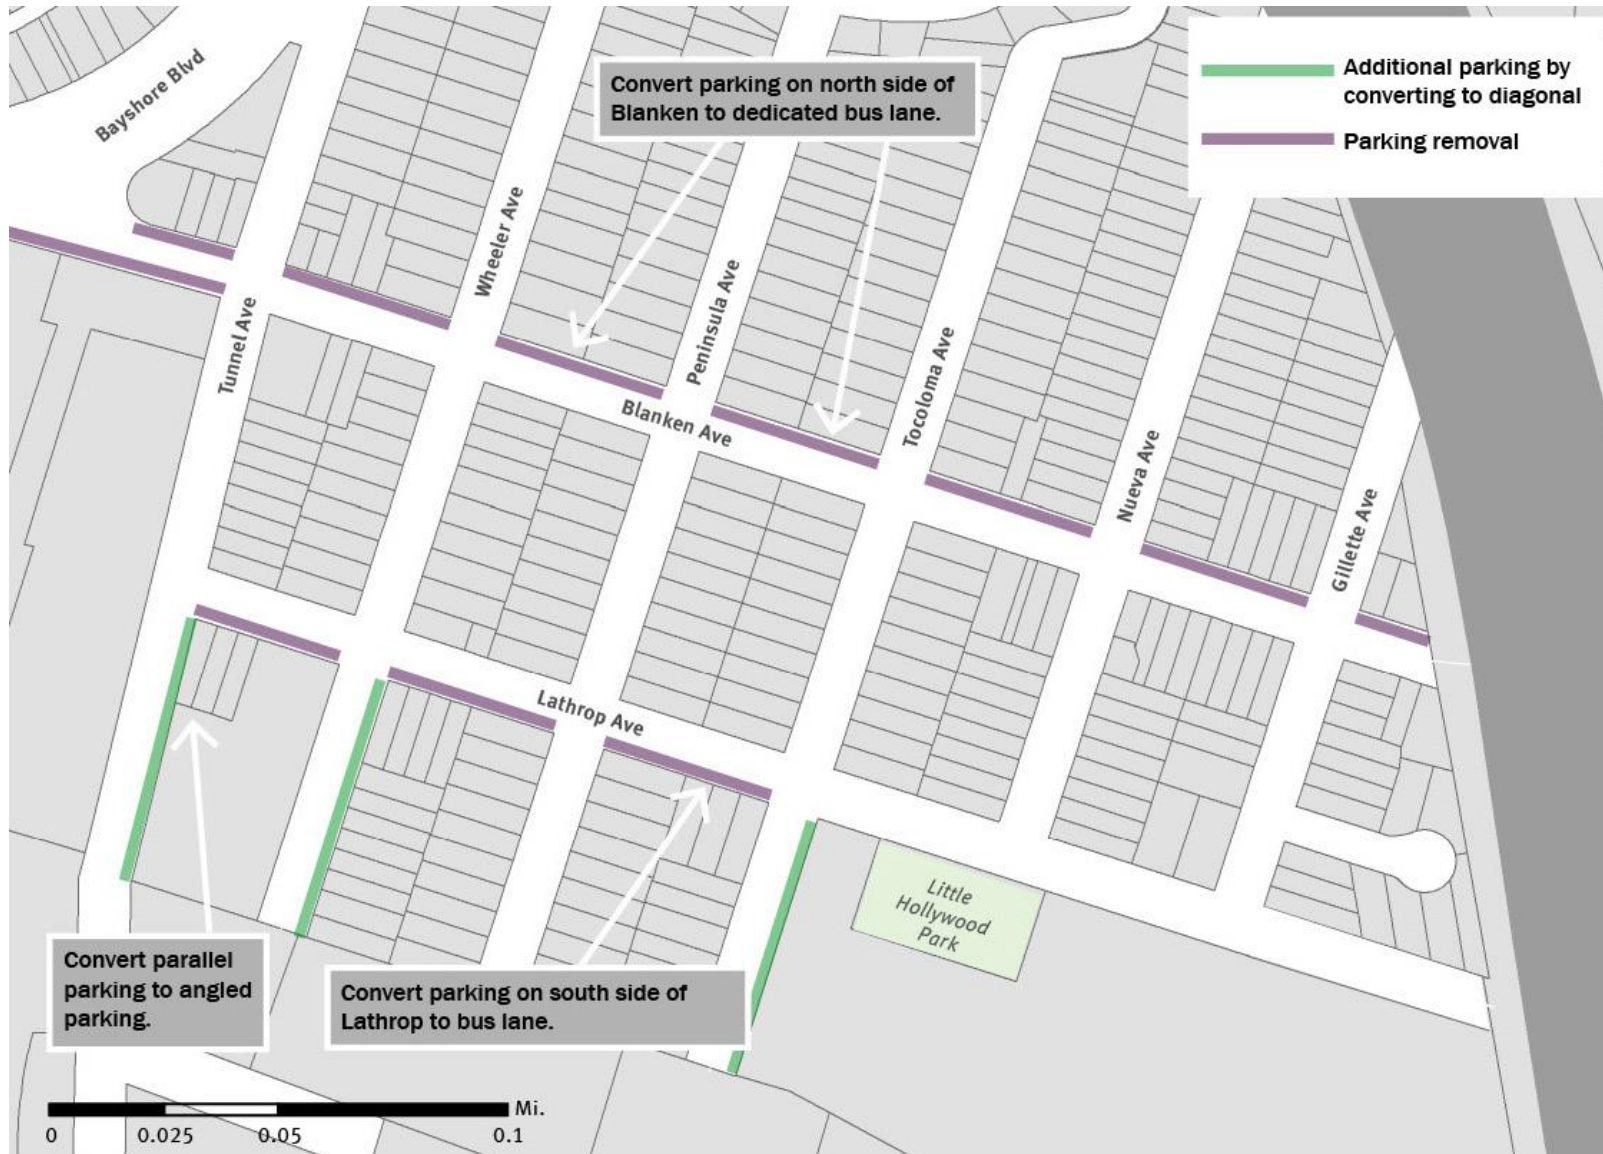 Bayshore Blvd
Convert parking on north side of
Blanken to dedicated bus lane.
Additional parking by
converting to diagonal
Parking removal
Wheeler Ave
Tunnel Ave
Peninsula Ave
Blanken Ave
Tocoloma Ave
Nueva Ave
Gillette Ave
Lathrop Ave
Little
Hollywood
Park
Convert parallel
parking to angled
parking.
Convert parking on south side of
Lathrop to bus lane.
Mi.
0 0.025 0.05 0.1